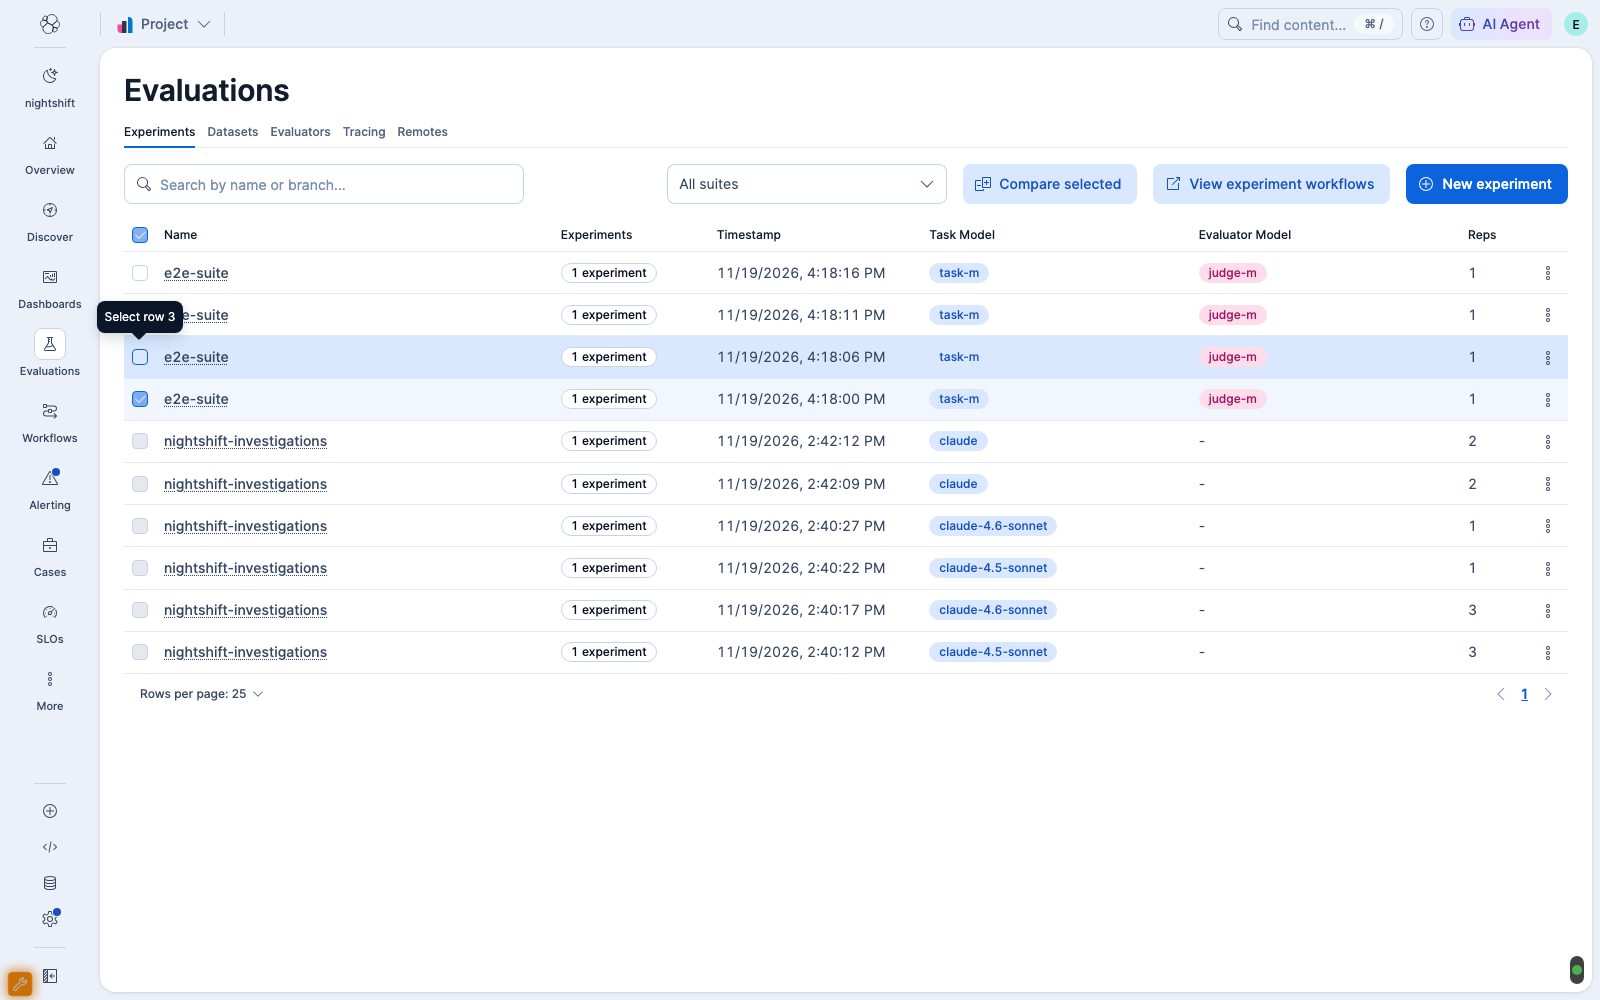 Project
Find content...
⌘ /
AI Agent
E
nightshift
Overview
Discover
Dashboards
Evaluations
Workflows
Alerting
Cases
SLOs
More
Evaluations
Experiments Datasets Evaluators Tracing Remotes
Search by name or branch...
All suites
Compare selected
View experiment workflows
New experiment
Name Experiments Timestamp Task Model Evaluator Model Reps
e2e-suite 1 experiment 11/19/2026, 4:18:16 PM task-m judge-m 1
Select row 3
e-suite 1 experiment 11/19/2026, 4:18:11 PM task-m judge-m 1
e2e-suite 1 experiment 11/19/2026, 4:18:06 PM task-m judge-m 1
e2e-suite 1 experiment 11/19/2026, 4:18:00 PM task-m judge-m 1
nightshift-investigations 1 experiment 11/19/2026, 2:42:12 PM claude - 2
nightshift-investigations 1 experiment 11/19/2026, 2:42:09 PM claude - 2
nightshift-investigations 1 experiment 11/19/2026, 2:40:27 PM claude-4.6-sonnet - 1
nightshift-investigations 1 experiment 11/19/2026, 2:40:22 PM claude-4.5-sonnet - 1
nightshift-investigations 1 experiment 11/19/2026, 2:40:17 PM claude-4.6-sonnet - 3
nightshift-investigations 1 experiment 11/19/2026, 2:40:12 PM claude-4.5-sonnet - 3
Rows per page: 25
1